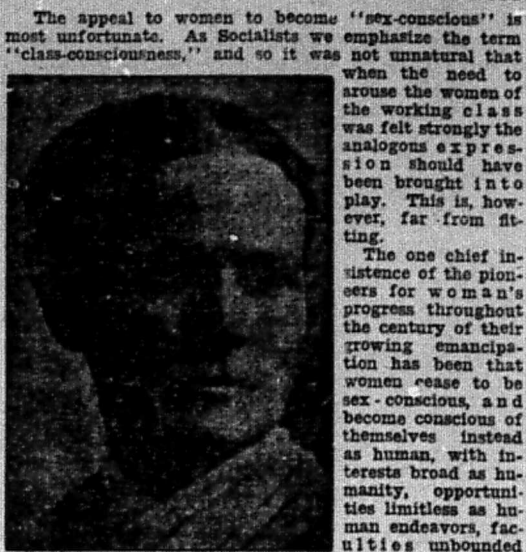 The appeal to women to become "sex-conscious" is
most unfortunate. As Socialists we emphasize the term
"class-consciousness," and so it was not unnatural that
when the need to
arouse the women of
the working class
was felt strongly the
analogous expres-
sion should have
been brought into
play. This is, how-
ever, far from fit-
ting.
The one chief in-
sistence of the pion-
eers for woman's
progress throughout
the century of their
growing emancipa-
tion has been that
women cease to be
sex-conscious, and
become conscious of
themselves instead
as human, with in-
terests broad as hu-
manity, opportuni-
ties limitless as hu-
man endeavors, fac-
ulties unbounded